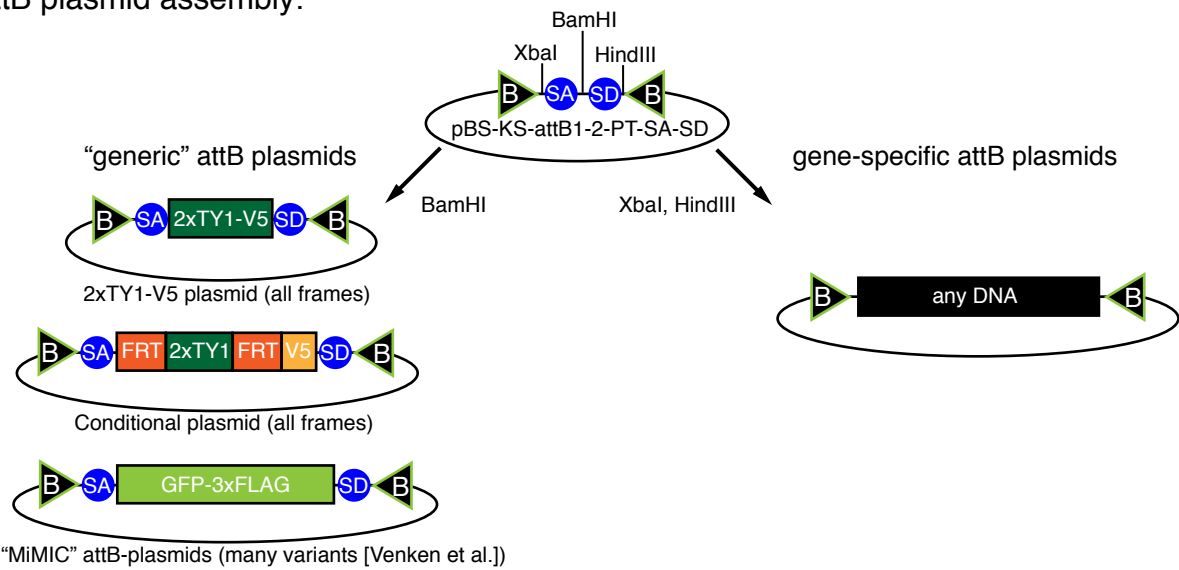 attB plasmid assembly:
BamHI
XbaI HindIII
B SA SD B
pBS-KS-attB1-2-PT-SA-SD
“generic” attB plasmids
gene-specific attB plasmids
BamHI
XbaI, HindIII
B SA 2xTY1-V5 SD B
2xTY1-V5 plasmid (all frames)
B any DNA B
B SA FRT 2xTY1 FRT V5 SD B
Conditional plasmid (all frames)
B SA GFP-3xFLAG SD B
“MiMIC” attB-plasmids (many variants [Venken et al.])